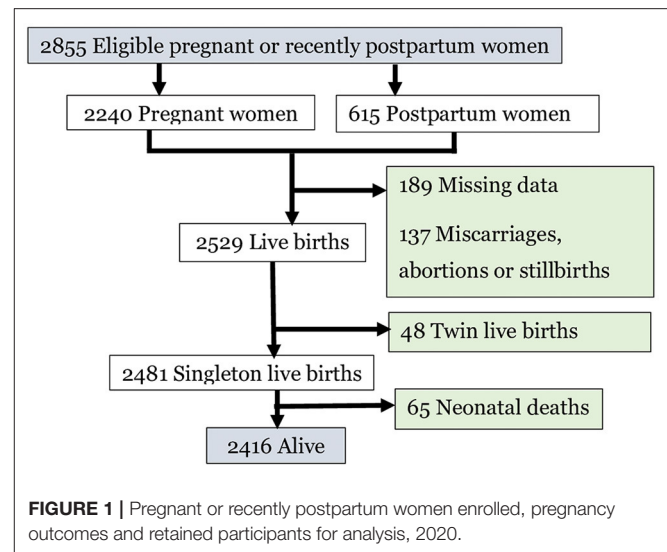 2855 Eligible pregnant or recently postpartum women
2240 Pregnant women
615 Postpartum women
189 Missing data
137 Miscarriages,
abortions or stillbirths
2529 Live births
48 Twin live births
2481 Singleton live births
65 Neonatal deaths
2416 Alive
FIGURE 1 | Pregnant or recently postpartum women enrolled, pregnancy
outcomes and retained participants for analysis, 2020.